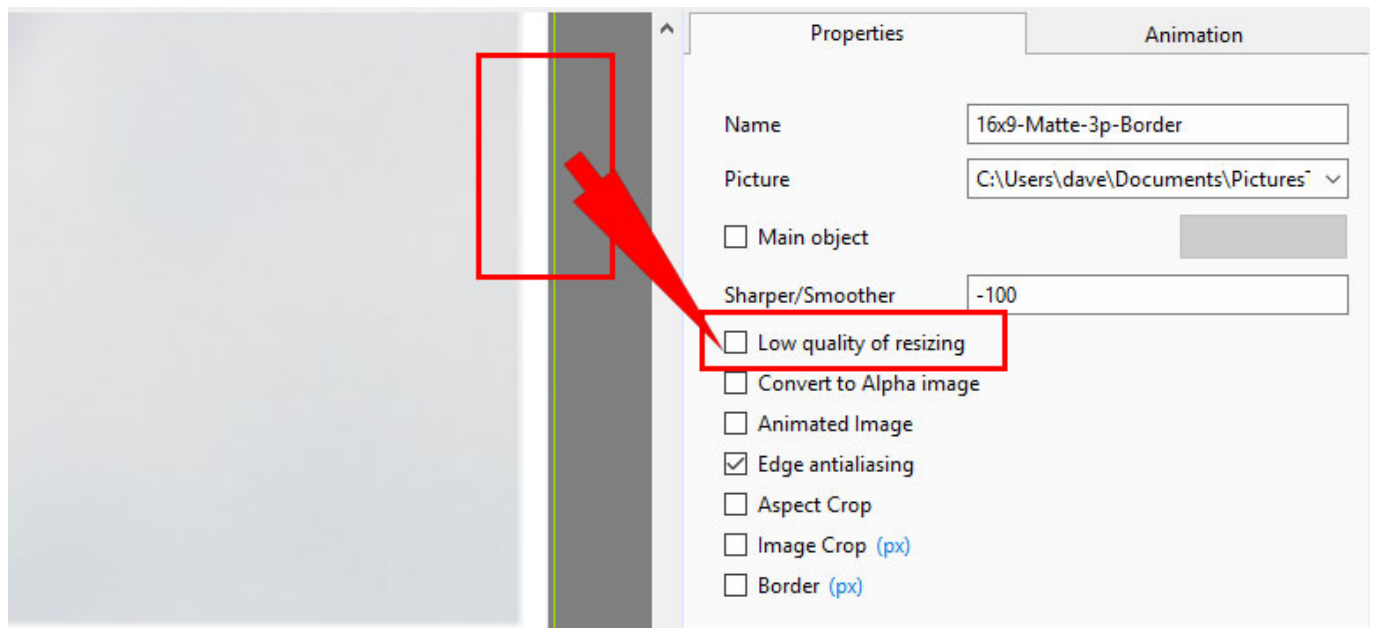 Properties
Animation
Name
16x9-Matte-3p-Border
Picture
C:\Users\dave\Documents\Pictures
Main object
Sharper/Smoother
-100
Low quality of resizing
Convert to Alpha image
Animated Image
Edge antialiasing
Aspect Crop
Image Crop (px)
Border (px)